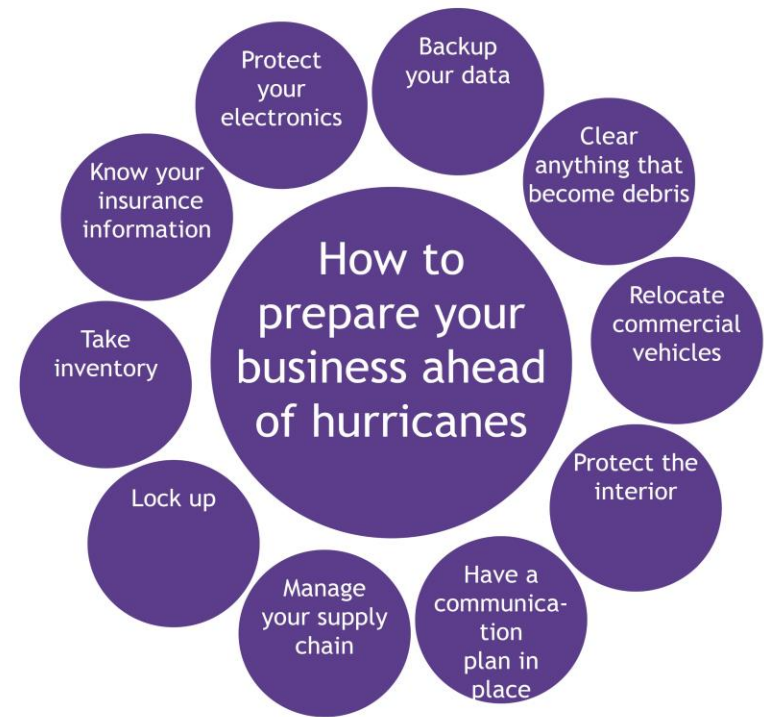 How to
prepare your
business ahead
of hurricanes
Backup
your data
Clear
anything that
become debris
Relocate
commercial
vehicles
Protect the
interior
Have a
communica-
tion
plan in
place
Manage
your supply
chain
Lock up
Take
inventory
Know your
insurance
information
Protect
your
electronics